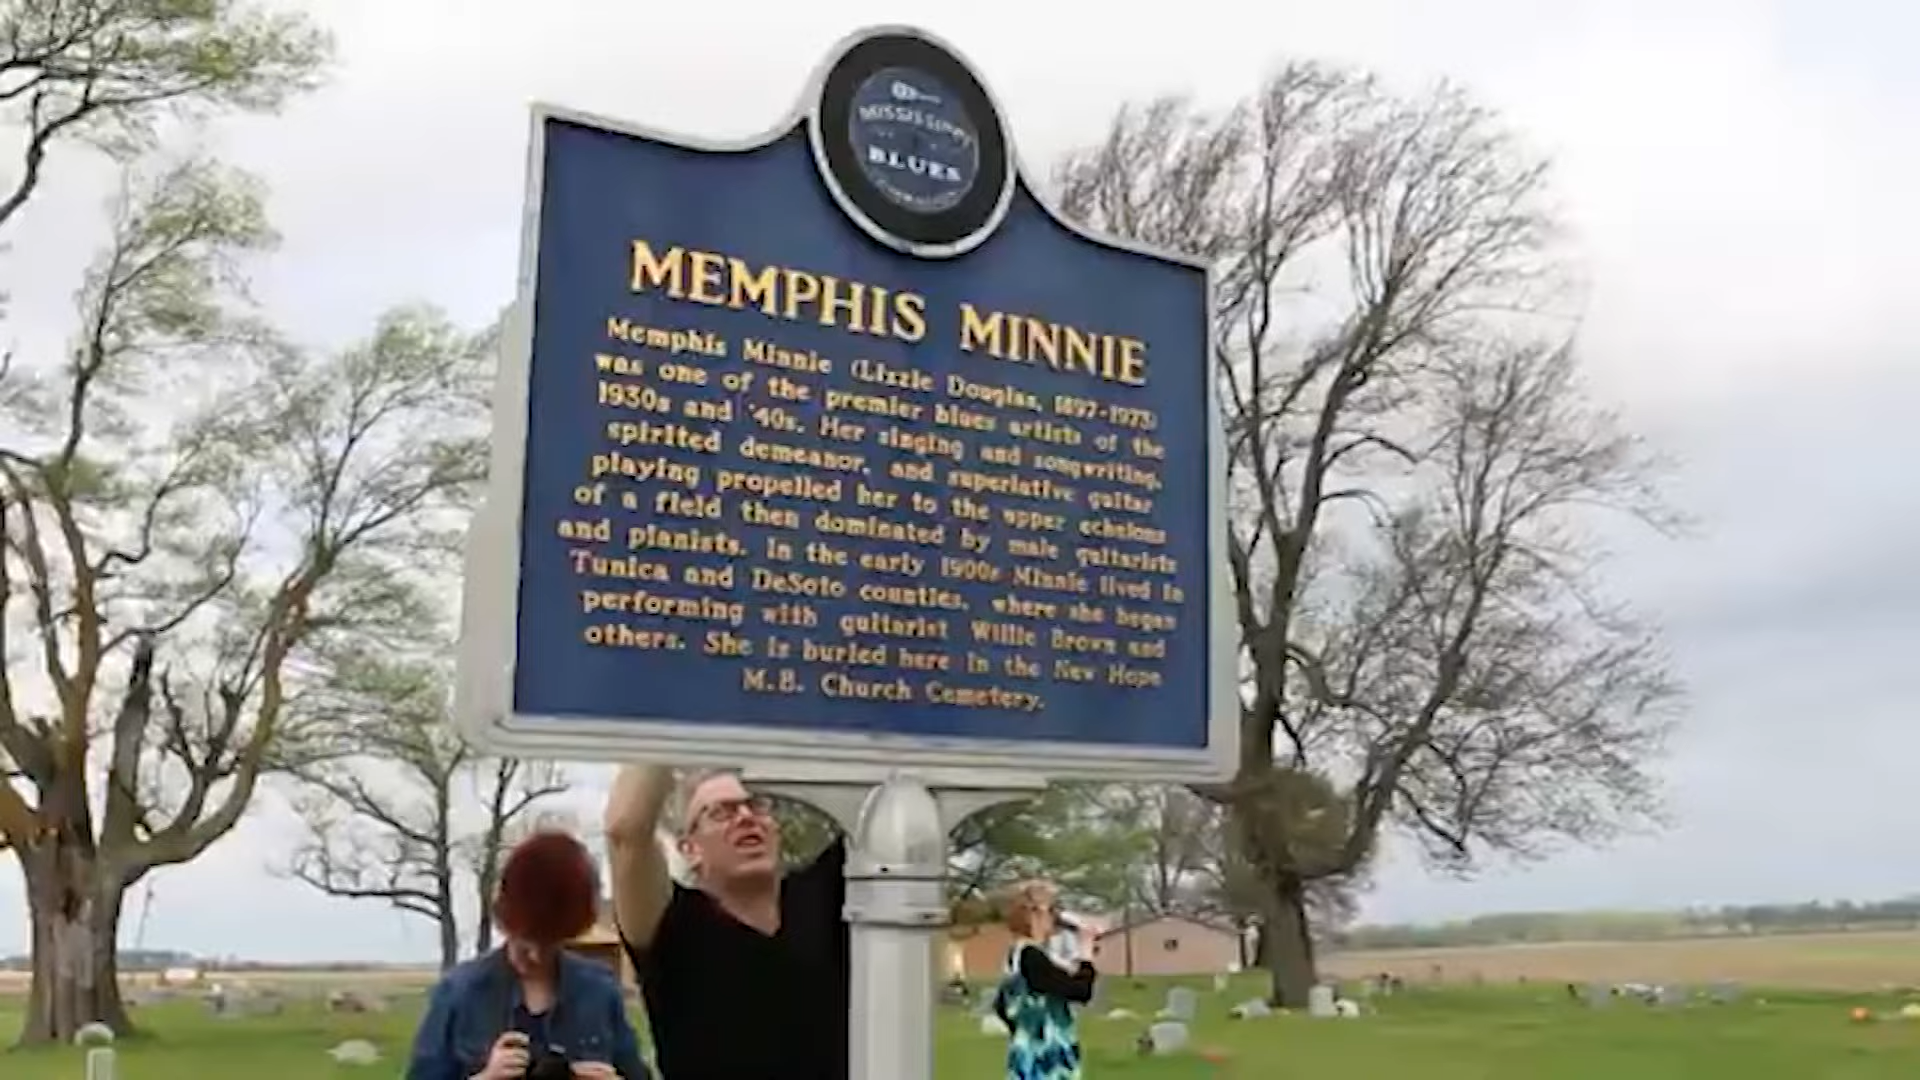 MISSISSIPPI
BLUES
MEMPHIS MINNIE
Memphis Minnie (Lizzie Douglas, 1897-1973)
was one of the premier blues artists of the
1930s and '40s. Her singing and songwriting,
spirited demeanor, and superlative guitar
playing propelled her to the upper echelons
of a field then dominated by male guitarists
and pianists. In the early 1900s Minnie lived in
Tunica and DeSoto counties, where she began
performing with guitarist Willie Brown and
others. She is buried here in the New Hope
M.B. Church Cemetery.